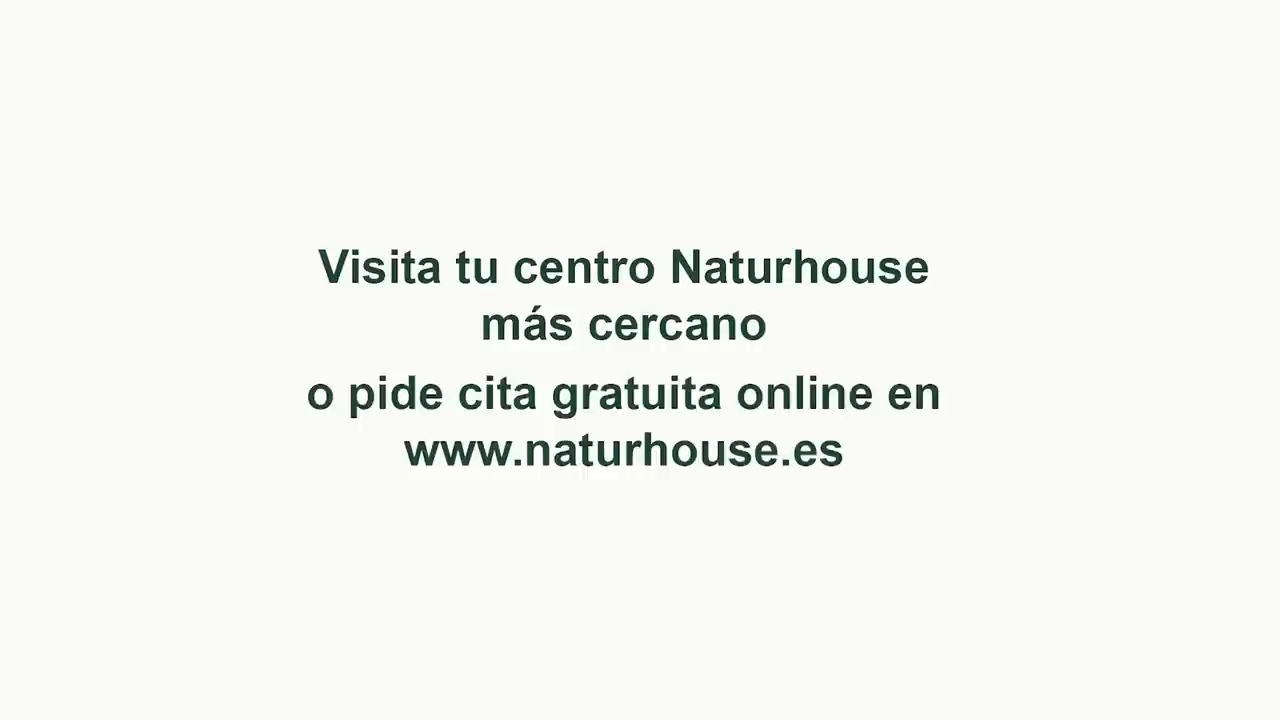 Visita tu centro Naturhouse
más cercano
o pide cita gratuita online en
www.naturhouse.es